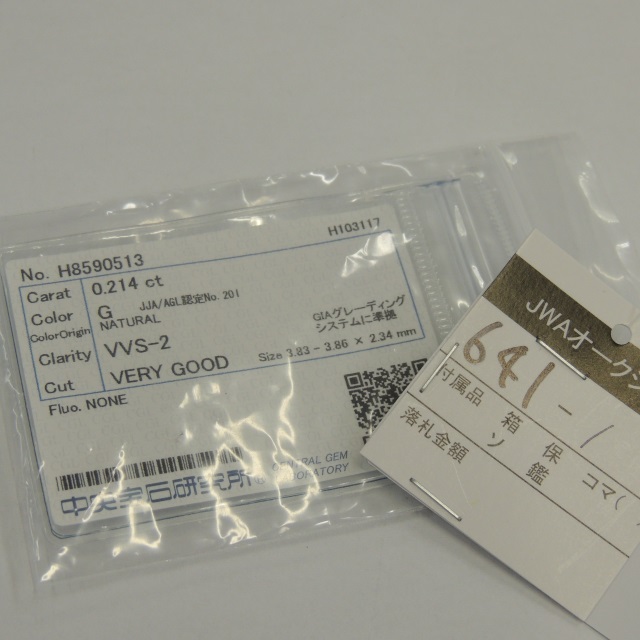 No. H8590513
H103117
Carat 0.214 ct
Color G JJA/AGL認定No. 201
ColorOrigin NATURAL
GIAグレーディング
システムに準拠
Clarity VVS-2
Size 3.83 - 3.86 × 2.34 mm
Cut VERY GOOD
Fluo. NONE
中央宝石研究所
CENTRAL GEM
LABORATORY
JWAオークシ
641-1
付属品 箱 保 コマ(
ソ 鑑
落札金額